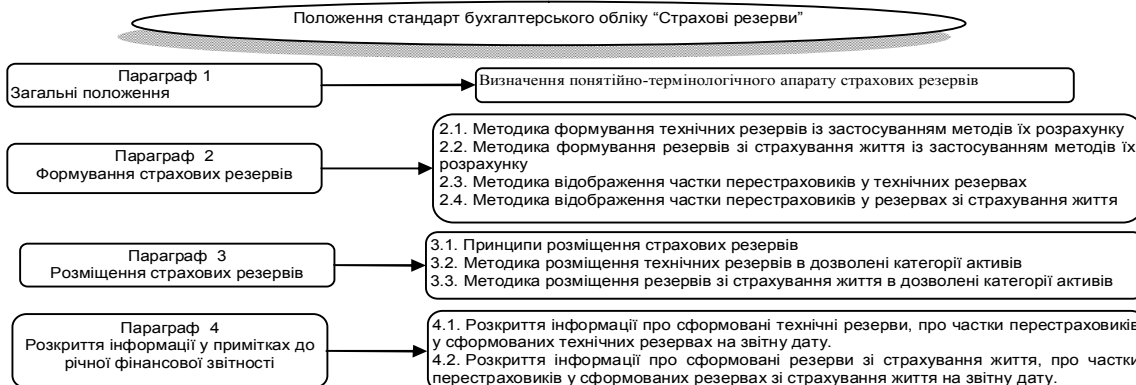 Положення стандарт бухгалтерського обліку “Страхові резерви”
Параграф 1
Загальні положення
Визначення понятійно-термінологічного апарату страхових резервів
Параграф 2
Формування страхових резервів
2.1. Методика формування технічних резервів із застосуванням методів їх розрахунку
2.2. Методика формування резервів зі страхування життя із застосуванням методів їх
розрахунку
2.3. Методика відображення частки перестраховиків у технічних резервах
2.4. Методика відображення частки перестраховиків у резервах зі страхування життя
Параграф 3
Розміщення страхових резервів
3.1. Принципи розміщення страхових резервів
3.2. Методика розміщення технічних резервів в дозволені категорії активів
3.3. Методика розміщення резервів зі страхування життя в дозволені категорії активів
Параграф 4
Розкриття інформації у примітках до
річної фінансової звітності
4.1. Розкриття інформації про сформовані технічні резерви, про частки перестраховиків
у сформованих технічних резервах на звітну дату.
4.2. Розкриття інформації про сформовані резерви зі страхування життя, про частки
перестраховиків у сформованих резервах зі страхування життя на звітну дату.